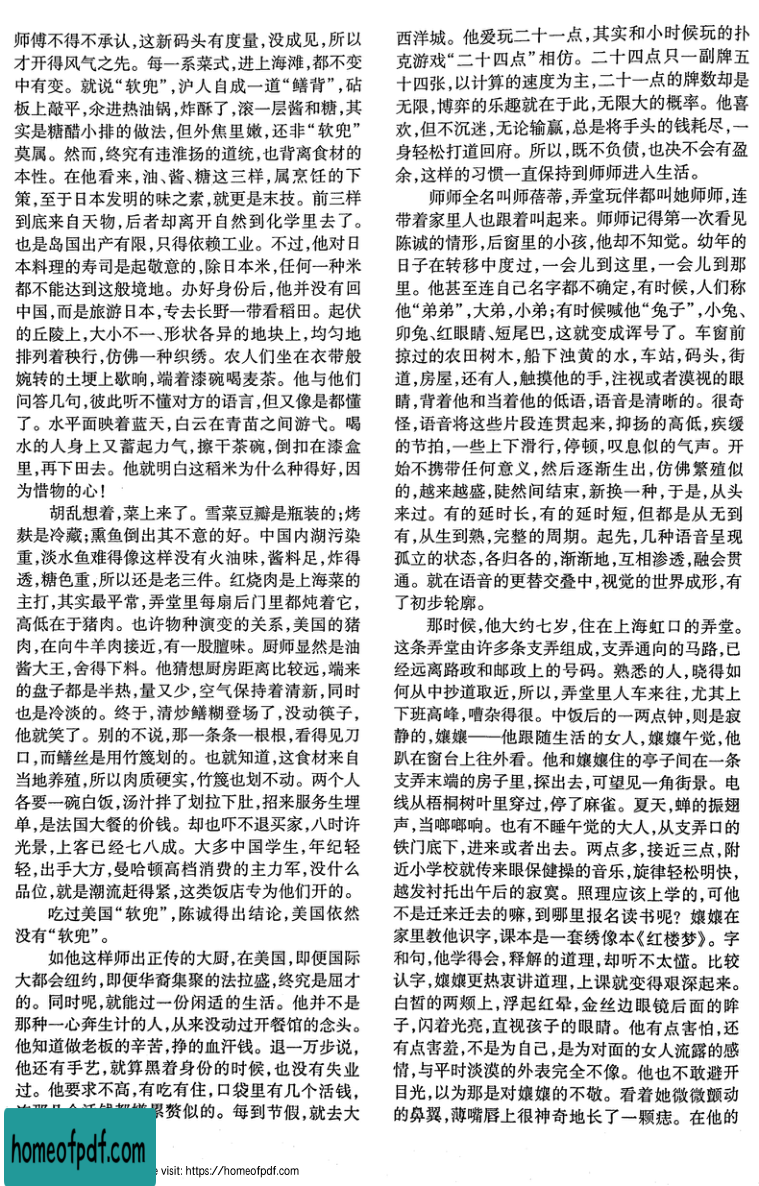 师傅不得不承认,这新码头有度量,没成见,所以
才开得风气之先。每一系菜式,进上海滩,都不变
中有变。就说“软兜”,沪人自成一道“鳝背”,砧
板上敲平,氽进热油锅,炸酥了,滚一层酱和糖,其
实是糖醋小排的做法,但外焦里嫩,还非“软兜”
莫属。然而,终究有违淮扬的道统,也背离食材的
本性。在他看来,油、酱、糖这三样,属烹饪的下
策,至于日本发明的味之素,就更是末技。前三样
到底来自天物,后者却离开自然到化学里去了。
也是岛国出产有限,只得依赖工业。不过,他对日
本料理的寿司是起敬意的,除日本米,任何一种米
都不能达到这般境地。办好身份后,他并没有回
中国,而是旅游日本,专去长野一带看稻田。起伏
的丘陵上,大小不一、形状各异的地块上,均匀地
排列着秧行,仿佛一种织绣。农人们坐在衣带般
婉转的土埂上歇晌,端着漆碗喝麦茶。他与他们
问答几句,彼此听不懂对方的语言,但又像是都懂
了。水平面映着蓝天,白云在青苗之间游弋。喝
水的人身上又蓄起力气,擦干茶碗,倒扣在漆盒
里,再下田去。他就明白这稻米为什么种得好,因
为惜物的心!
胡乱想着,菜上来了。雪菜豆瓣是瓶装的;烤
麸是冷藏;熏鱼倒出其不意的好。中国内湖污染
重,淡水鱼难得像这样没有火油味,酱料足,炸得
透,糖色重,所以还是老三件。红烧肉是上海菜的
主打,其实最平常,弄堂里每扇后门里都炖着它,
高低在于猪肉。也许物种演变的关系,美国的猪
肉,在向牛羊肉接近,有一股膻味。厨师显然是油
酱大王,舍得下料。他猜想厨房距离比较远,端来
的盘子都是半热,量又少,空气保持着清新,同时
也是冷淡的。终于,清炒鳝糊登场了,没动筷子,
他就笑了。别的不说,那一条条一根根,看得见刀
口,而鳝丝是用竹篾划的。也就知道,这食材来自
当地养殖,所以肉质硬实,竹篾也划不动。两个人
各要一碗白饭,汤汁拌了划拉下肚,招来服务生埋
单,是法国大餐的价钱。却也吓不退买家,八时许
光景,上客已经七八成。大多中国学生,年纪轻
轻,出手大方,曼哈顿高档消费的主力军,没什么
品位,就是潮流赶得紧,这类饭店专为他们开的。
吃过美国“软兜”,陈诚得出结论,美国依然
没有“软兜”。
如他这样师出正传的大厨,在美国,即便国际
大都会纽约,即便华裔集聚的法拉盛,终究是屈才
的。同时呢,就能过一份闲适的生活。他并不是
那种一心奔生计的人,从来没动过开餐馆的念头。
他知道做老板的辛苦,挣的血汗钱。退一万步说,
他还有手艺,就算黑着身份的时候,也没有失业
过。他要求不高,有吃有住,口袋里有几个活钱,
累赘似的。每到节假,就去大
西洋城。他爱玩二十一点,其实和小时候玩的扑
克游戏“二十四点”相仿。二十四点只一副牌五
十四张,以计算的速度为主,二十一点的牌数却是
无限,博弈的乐趣就在于此,无限大的概率。他喜
欢,但不沉迷,无论输赢,总是将手头的钱耗尽,一
身轻松打道回府。所以,既不负债,也决不会有盈
余,这样的习惯一直保持到师师进入生活。
师师全名叫师蓓蒂,弄堂玩伴都叫她师师,连
带着家里人也跟着叫起来。师师记得第一次看见
陈诚的情形,后窗里的小孩,他却不知觉。幼年的
日子在转移中度过,一会儿到这里,一会儿到那
里。他甚至连自己名字都不确定,有时候,人们称
他“弟弟”,大弟,小弟;有时候喊他“兔子”,小兔、
卯兔、红眼睛、短尾巴,这就变成诨号了。车窗前
掠过的农田树木,船下浊黄的水,车站,码头,街
道,房屋,还有人,触摸他的手,注视或者漠视的眼
睛,背着他和当着他的低语,语音是清晰的。很奇
怪,语音将这些片段连贯起来,抑扬的高低,疾缓
的节拍,一些上下滑行,停顿,叹息似的气声。开
始不携带任何意义,然后逐渐生出,仿佛繁殖似
的,越来越盛,陡然间结束,新换一种,于是,从头
来过。有的延时长,有的延时短,但都是从无到
有,从生到熟,完整的周期。起先,几种语音呈现
孤立的状态,各归各的,渐渐地,互相渗透,融会贯
通。就在语音的更替交叠中,视觉的世界成形,有
了初步轮廓。
那时候,他大约七岁,住在上海虹口的弄堂。
这条弄堂由许多条支弄组成,支弄通向的马路,已
经远离路政和邮政上的号码。熟悉的人,晓得如
何从中抄道取近,所以,弄堂里人车来往,尤其上
下班高峰,嘈杂得很。中饭后的一两点钟,则是寂
静的,孃孃——他跟随生活的女人,孃孃午觉,他
趴在窗台上往外看。他和孃孃住的亭子间在一条
支弄末端的房子里,探出去,可望见一角街景。电
线从梧桐树叶里穿过,停了麻雀。夏天,蝉的振翅
声,当啷啷响。也有不睡午觉的大人,从支弄口的
铁门底下,进来或者出去。两点多,接近三点,附
近小学校就传来眼保健操的音乐,旋律轻松明快,
越发衬托出午后的寂寞。照理应该上学的,可他
不是迁来迁去的嘛,到哪里报名读书呢?孃孃在
家里教他识字,课本是一套绣像本《红楼梦》。字
和句,他学得会,释解的道理,却听不太懂。比较
认字,孃孃更热衷讲道理,上课就变得艰深起来。
白皙的两颊上,浮起红晕,金丝边眼镜后面的眸
子,闪着光亮,直视孩子的眼睛。他有点害怕,还
有点害羞,不是为自己,是为对面的女人流露的感
情,与平时淡漠的外表完全不像。他也不敢避开
目光,以为那是对孃孃的不敬。看着她微微颤动
的鼻翼,薄嘴唇上很神奇地长了一颗痣。在他的
homeofpdf.com
e visit: https://homeofpdf.com